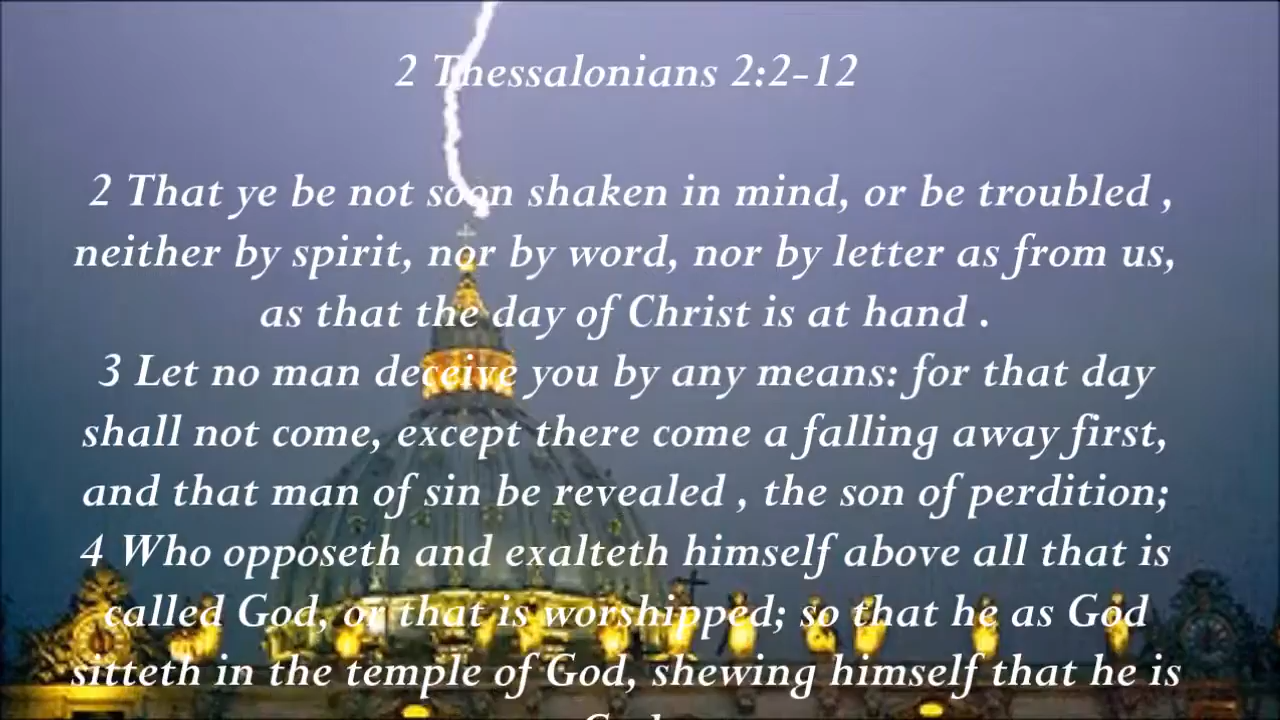 2 Thessalonians 2:2-12
2 That ye be not soon shaken in mind, or be troubled ,
neither by spirit, nor by word, nor by letter as from us,
as that the day of Christ is at hand .
3 Let no man deceive you by any means: for that day
shall not come, except there come a falling away first,
and that man of sin be revealed , the son of perdition;
4 Who opposeth and exalteth himself above all that is
called God, or that is worshipped; so that he as God
sitteth in the temple of God, shewing himself that he is